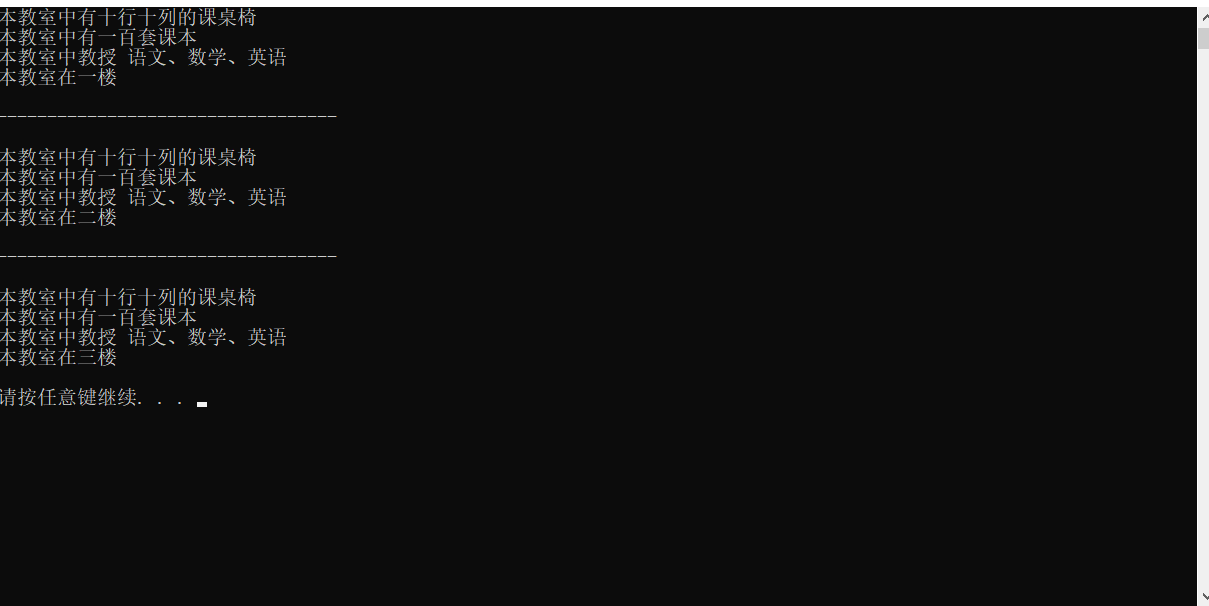 本教室中有十行十列的课桌椅
本教室中有一百套课本
本教室中教授 语文、数学、英语
本教室在一楼
----------------------------------
本教室中有十行十列的课桌椅
本教室中有一百套课本
本教室中教授 语文、数学、英语
本教室在二楼
----------------------------------
本教室中有十行十列的课桌椅
本教室中有一百套课本
本教室中教授 语文、数学、英语
本教室在三楼
请按任意键继续. . .